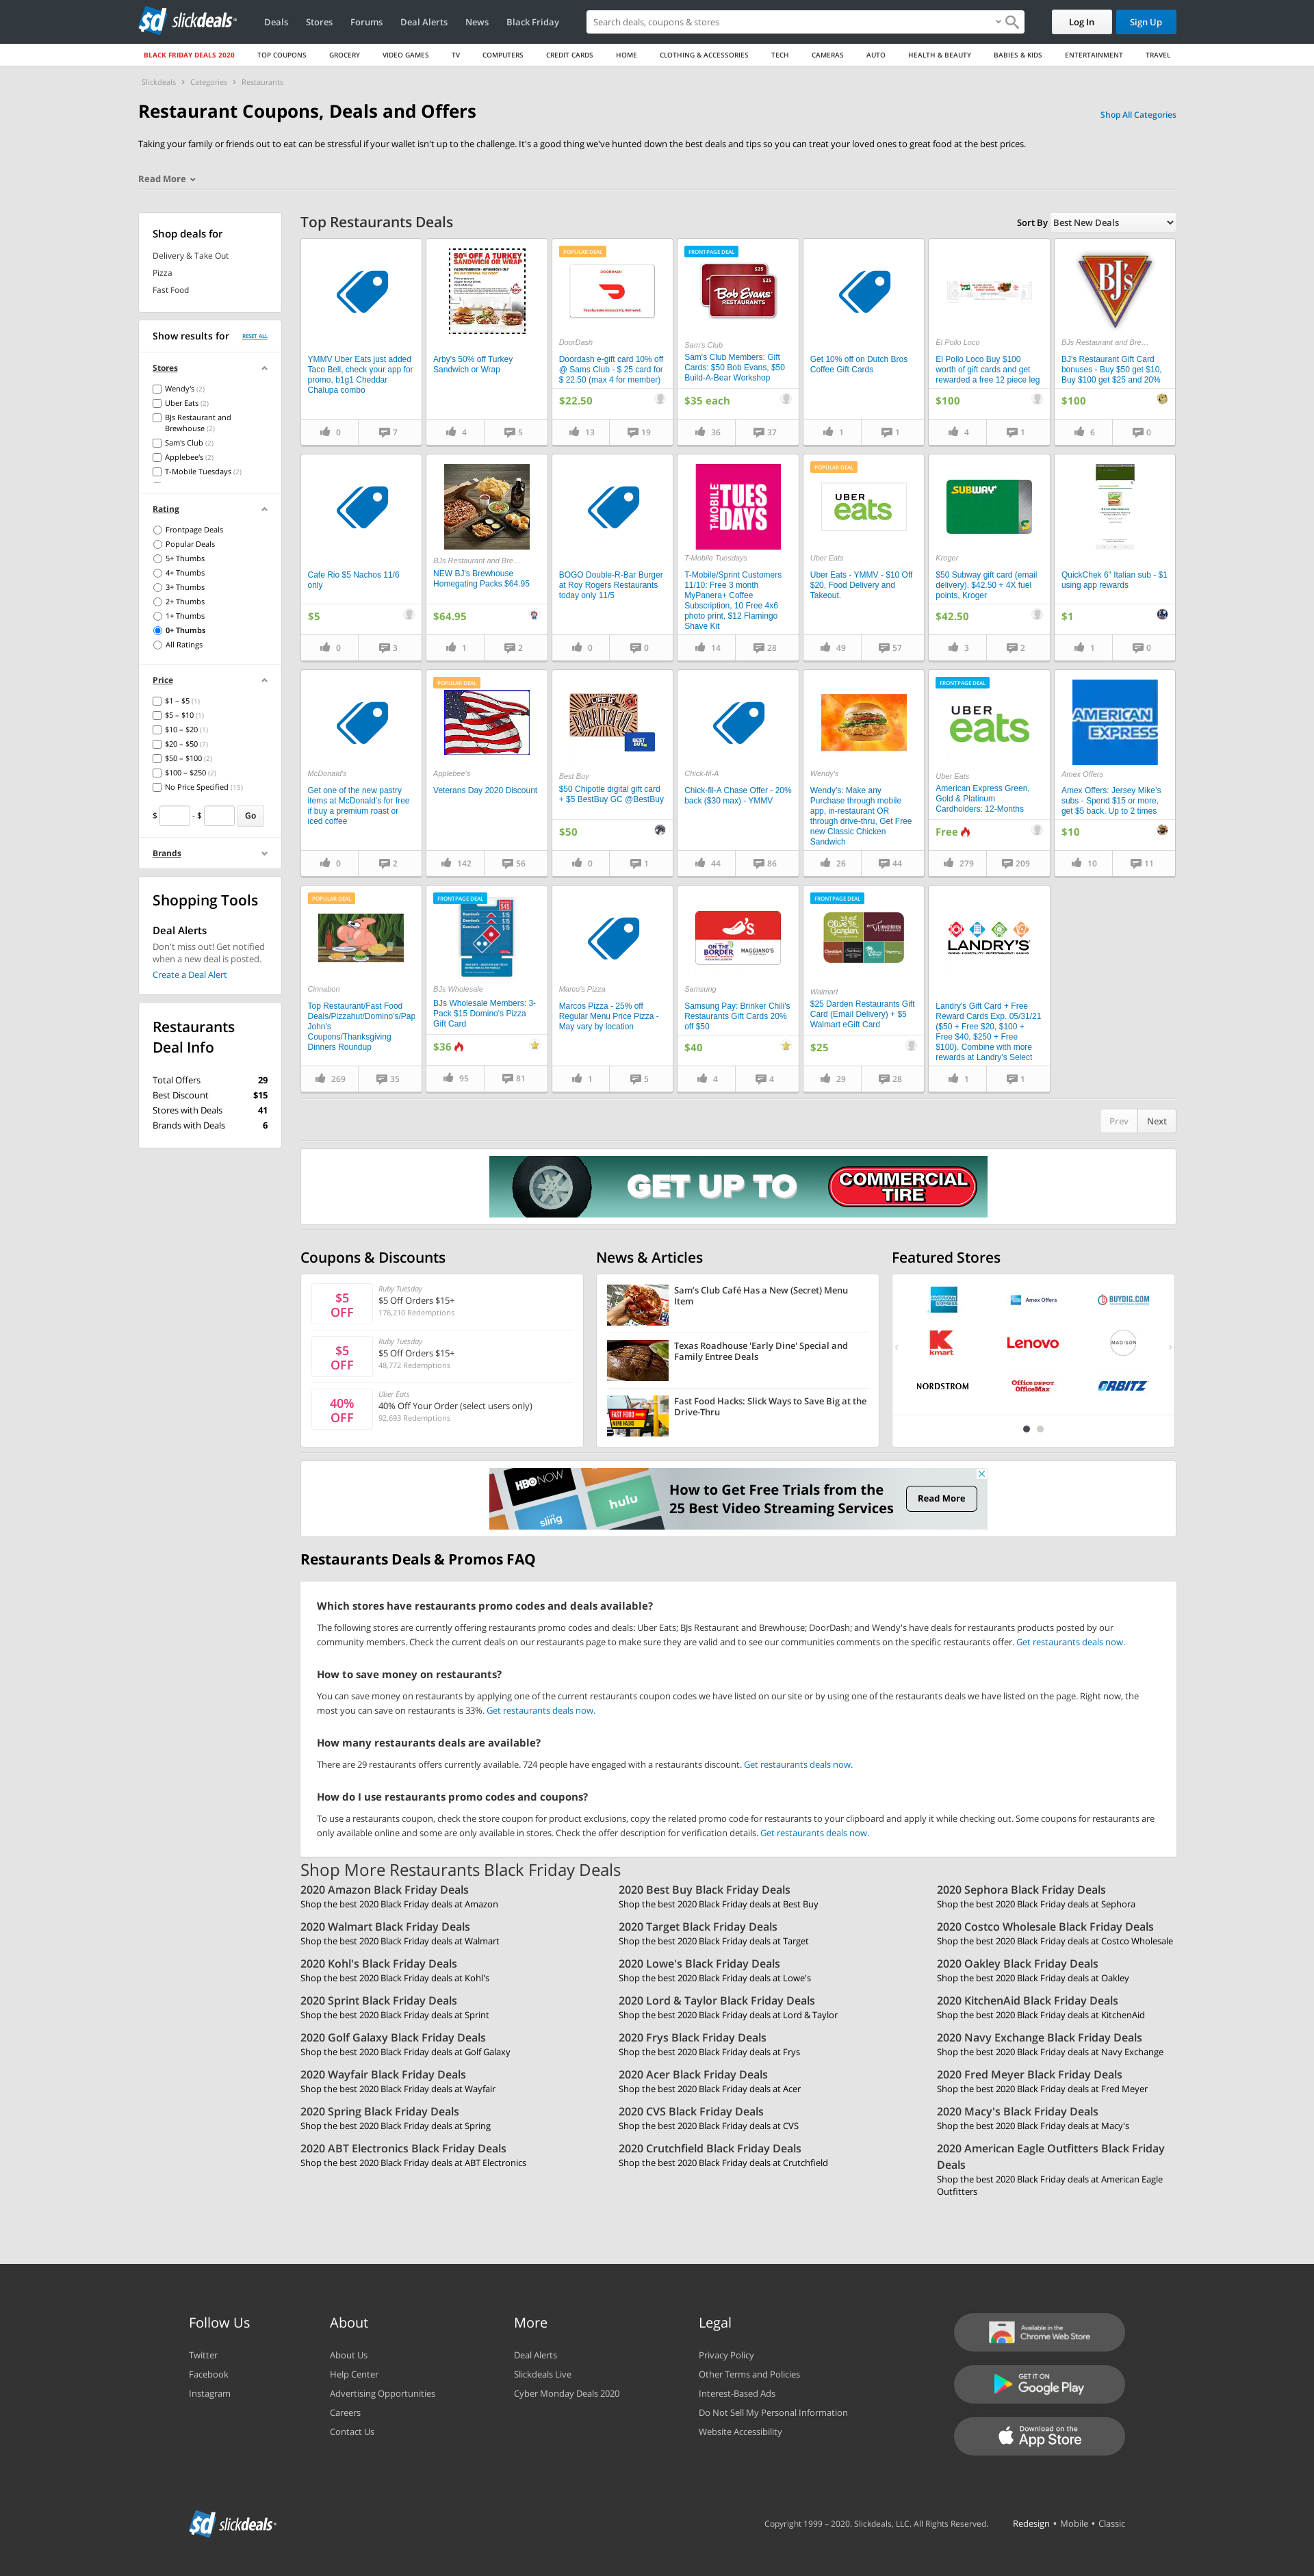 slickdeals
Deals Stores Forums Deal Alerts News Black Friday
Search deals, coupons & stores
Log In
Sign Up
BLACK FRIDAY DEALS 2020 TOP COUPONS GROCERY VIDEO GAMES TV COMPUTERS CREDIT CARDS HOME CLOTHING & ACCESSORIES TECH CAMERAS AUTO HEALTH & BEAUTY BABIES & KIDS ENTERTAINMENT TRAVEL
Slickdeals Categories Restaurants
Restaurant Coupons, Deals and Offers
Shop All Categories
Taking your family or friends out to eat can be stressful if your wallet isn't up to the challenge. It's a good thing we've hunted down the best deals and tips so you can treat your loved ones to great food at the best prices.
Read More
Shop deals for
Delivery & Take Out
Pizza
Fast Food
Show results for RESET ALL
Stores
Wendy's (2)
Uber Eats (2)
BJs Restaurant and
Brewhouse (2)
Sam's Club (2)
Applebee's (2)
T-Mobile Tuesdays (2)
Rating
Frontpage Deals
Popular Deals
5+ Thumbs
4+ Thumbs
3+ Thumbs
2+ Thumbs
1+ Thumbs
0+ Thumbs
All Ratings
Price
$1 – $5 (1)
$5 – $10 (1)
$10 – $20 (1)
$20 – $50 (7)
$50 – $100 (2)
$100 – $250 (2)
No Price Specified (15)
$ - $ Go
Brands
Shopping Tools
Deal Alerts
Don't miss out! Get notified
when a new deal is posted.
Create a Deal Alert
Restaurants
Deal Info
Total Offers 29
Best Discount $15
Stores with Deals 41
Brands with Deals 6
Top Restaurants Deals
Sort By Best New Deals
YMMV Uber Eats just added
Taco Bell, check your app for
promo, b1g1 Cheddar
Chalupa combo
0 7
50% OFF A TURKEY
SANDWICH OR WRAP
Arby's 50% off Turkey
Sandwich or Wrap
4 5
POPULAR DEAL
DOORDASH
DoorDash
Doordash e-gift card 10% off
@ Sams Club - $ 25 card for
$ 22.50 (max 4 for member)
$22.50
13 19
FRONTPAGE DEAL
$25
$25
Bob Evans
RESTAURANTS
Sam's Club
Sam's Club Members: Gift
Cards: $50 Bob Evans, $50
Build-A-Bear Workshop
$35 each
36 37
Get 10% off on Dutch Bros
Coffee Gift Cards
1 1
El Pollo Loco
El Pollo Loco Buy $100
worth of gift cards and get
rewarded a free 12 piece leg
$100
4 1
BJ's
BJs Restaurant and Bre…
BJ's Restaurant Gift Card
bonuses - Buy $50 get $10,
Buy $100 get $25 and 20%
$100
6 0
Cafe Rio $5 Nachos 11/6
only
$5
0 3
BJs Restaurant and Bre…
NEW BJ's Brewhouse
Homegating Packs $64.95
$64.95
1 2
BOGO Double-R-Bar Burger
at Roy Rogers Restaurants
today only 11/5
0 0
T-MOBILE
TUES
DAYS
T-Mobile Tuesdays
T-Mobile/Sprint Customers
11/10: Free 3 month
MyPanera+ Coffee
Subscription, 10 Free 4x6
photo print, $12 Flamingo
Shave Kit
14 28
POPULAR DEAL
UBER
eats
Uber Eats
Uber Eats - YMMV - $10 Off
$20, Food Delivery and
Takeout.
49 57
SUBWAY
Kroger
$50 Subway gift card (email
delivery), $42.50 + 4X fuel
points, Kroger
$42.50
3 2
QuickChek 6" Italian sub - $1
using app rewards
$1
1 0
McDonald's
Get one of the new pastry
items at McDonald's for free
if buy a premium roast or
iced coffee
0 2
POPULAR DEAL
Applebee's
Veterans Day 2020 Discount
142 56
BEST BUY
Best Buy
$50 Chipotle digital gift card
+ $5 BestBuy GC @BestBuy
$50
0 1
Chick-fil-A
Chick-fil-A Chase Offer - 20%
back ($30 max) - YMMV
44 86
Wendy's
Wendy's: Make any
Purchase through mobile
app, in-restaurant OR
through drive-thru, Get Free
new Classic Chicken
Sandwich
26 44
FRONTPAGE DEAL
UBER
eats
Uber Eats
American Express Green,
Gold & Platinum
Cardholders: 12-Months
Free
279 209
AMERICAN
EXPRESS
Amex Offers
Amex Offers: Jersey Mike's
subs - Spend $15 or more,
get $5 back. Up to 2 times
$10
10 11
POPULAR DEAL
Cinnabon
Top Restaurant/Fast Food
Deals/Pizzahut/Domino's/Pap
John's
Coupons/Thanksgiving
Dinners Roundup
269 35
FRONTPAGE DEAL
$45
Domino's $15
Domino's $15
Domino's $15
BJs Wholesale
BJs Wholesale Members: 3-
Pack $15 Domino's Pizza
Gift Card
$36
95 81
Marco's Pizza
Marcos Pizza - 25% off
Regular Menu Price Pizza -
May vary by location
1 5
ON THE
BORDER
MAGGIANO'S
Samsung
Samsung Pay: Brinker Chili's
Restaurants Gift Cards 20%
off $50
$40
4 4
FRONTPAGE DEAL
Olive Garden
Walmart
$25 Darden Restaurants Gift
Card (Email Delivery) + $5
Walmart eGift Card
$25
29 28
LANDRY'S
Landry's Gift Card + Free
Reward Cards Exp. 05/31/21
($50 + Free $20, $100 +
Free $40, $250 + Free
$100). Combine with more
rewards at Landry's Select
1 1
Prev Next
GET UP TO COMMERCIAL
TIRE
Coupons & Discounts
$5
OFF
Ruby Tuesday
$5 Off Orders $15+
176,210 Redemptions
$5
OFF
Ruby Tuesday
$5 Off Orders $15+
48,772 Redemptions
40%
OFF
Uber Eats
40% Off Your Order (select users only)
92,693 Redemptions
News & Articles
Sam's Club Café Has a New (Secret) Menu
Item
Texas Roadhouse 'Early Dine' Special and
Family Entree Deals
FAST FOOD
MENU HACKS
Fast Food Hacks: Slick Ways to Save Big at the
Drive-Thru
Featured Stores
AMERICAN EXPRESS
Amex Offers
BUYDIG.COM
kmart
Lenovo
MADISON
NORDSTROM
Office DEPOT
OfficeMax
ORBITZ
HBO NOW
hulu
sling
How to Get Free Trials from the
25 Best Video Streaming Services
Read More
Restaurants Deals & Promos FAQ
Which stores have restaurants promo codes and deals available?
The following stores are currently offering restaurants promo codes and deals: Uber Eats; BJs Restaurant and Brewhouse; DoorDash; and Wendy's have deals for restaurants products posted by our
community members. Check the current deals on our restaurants page to make sure they are valid and to see our communities comments on the specific restaurants offer. Get restaurants deals now.
How to save money on restaurants?
You can save money on restaurants by applying one of the current restaurants coupon codes we have listed on our site or by using one of the restaurants deals we have listed on the page. Right now, the
most you can save on restaurants is 33%. Get restaurants deals now.
How many restaurants deals are available?
There are 29 restaurants offers currently available. 724 people have engaged with a restaurants discount. Get restaurants deals now.
How do I use restaurants promo codes and coupons?
To use a restaurants coupon, check the store coupon for product exclusions, copy the related promo code for restaurants to your clipboard and apply it while checking out. Some coupons for restaurants are
only available online and some are only available in stores. Check the offer description for verification details. Get restaurants deals now.
Shop More Restaurants Black Friday Deals
2020 Amazon Black Friday Deals
Shop the best 2020 Black Friday deals at Amazon
2020 Best Buy Black Friday Deals
Shop the best 2020 Black Friday deals at Best Buy
2020 Sephora Black Friday Deals
Shop the best 2020 Black Friday deals at Sephora
2020 Walmart Black Friday Deals
Shop the best 2020 Black Friday deals at Walmart
2020 Target Black Friday Deals
Shop the best 2020 Black Friday deals at Target
2020 Costco Wholesale Black Friday Deals
Shop the best 2020 Black Friday deals at Costco Wholesale
2020 Kohl's Black Friday Deals
Shop the best 2020 Black Friday deals at Kohl's
2020 Lowe's Black Friday Deals
Shop the best 2020 Black Friday deals at Lowe's
2020 Oakley Black Friday Deals
Shop the best 2020 Black Friday deals at Oakley
2020 Sprint Black Friday Deals
Shop the best 2020 Black Friday deals at Sprint
2020 Lord & Taylor Black Friday Deals
Shop the best 2020 Black Friday deals at Lord & Taylor
2020 KitchenAid Black Friday Deals
Shop the best 2020 Black Friday deals at KitchenAid
2020 Golf Galaxy Black Friday Deals
Shop the best 2020 Black Friday deals at Golf Galaxy
2020 Frys Black Friday Deals
Shop the best 2020 Black Friday deals at Frys
2020 Navy Exchange Black Friday Deals
Shop the best 2020 Black Friday deals at Navy Exchange
2020 Wayfair Black Friday Deals
Shop the best 2020 Black Friday deals at Wayfair
2020 Acer Black Friday Deals
Shop the best 2020 Black Friday deals at Acer
2020 Fred Meyer Black Friday Deals
Shop the best 2020 Black Friday deals at Fred Meyer
2020 Spring Black Friday Deals
Shop the best 2020 Black Friday deals at Spring
2020 CVS Black Friday Deals
Shop the best 2020 Black Friday deals at CVS
2020 Macy's Black Friday Deals
Shop the best 2020 Black Friday deals at Macy's
2020 ABT Electronics Black Friday Deals
Shop the best 2020 Black Friday deals at ABT Electronics
2020 Crutchfield Black Friday Deals
Shop the best 2020 Black Friday deals at Crutchfield
2020 American Eagle Outfitters Black Friday
Deals
Shop the best 2020 Black Friday deals at American Eagle
Outfitters
Follow Us
Twitter
Facebook
Instagram
About
About Us
Help Center
Advertising Opportunities
Careers
Contact Us
More
Deal Alerts
Slickdeals Live
Cyber Monday Deals 2020
Legal
Privacy Policy
Other Terms and Policies
Interest-Based Ads
Do Not Sell My Personal Information
Website Accessibility
Available in the
Chrome Web Store
GET IT ON
Google Play
Download on the
App Store
slickdeals
Copyright 1999 – 2020. Slickdeals, LLC. All Rights Reserved. Redesign • Mobile • Classic